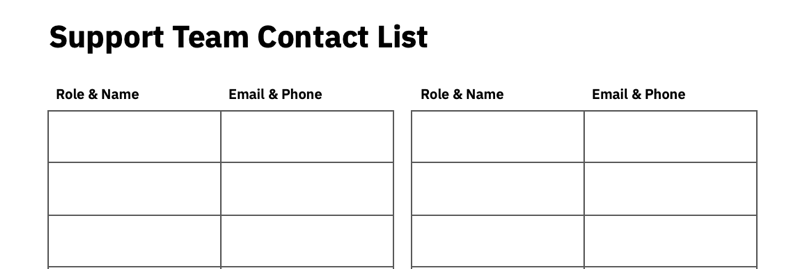 Support Team Contact List
Role & Name Email & Phone Role & Name Email & Phone